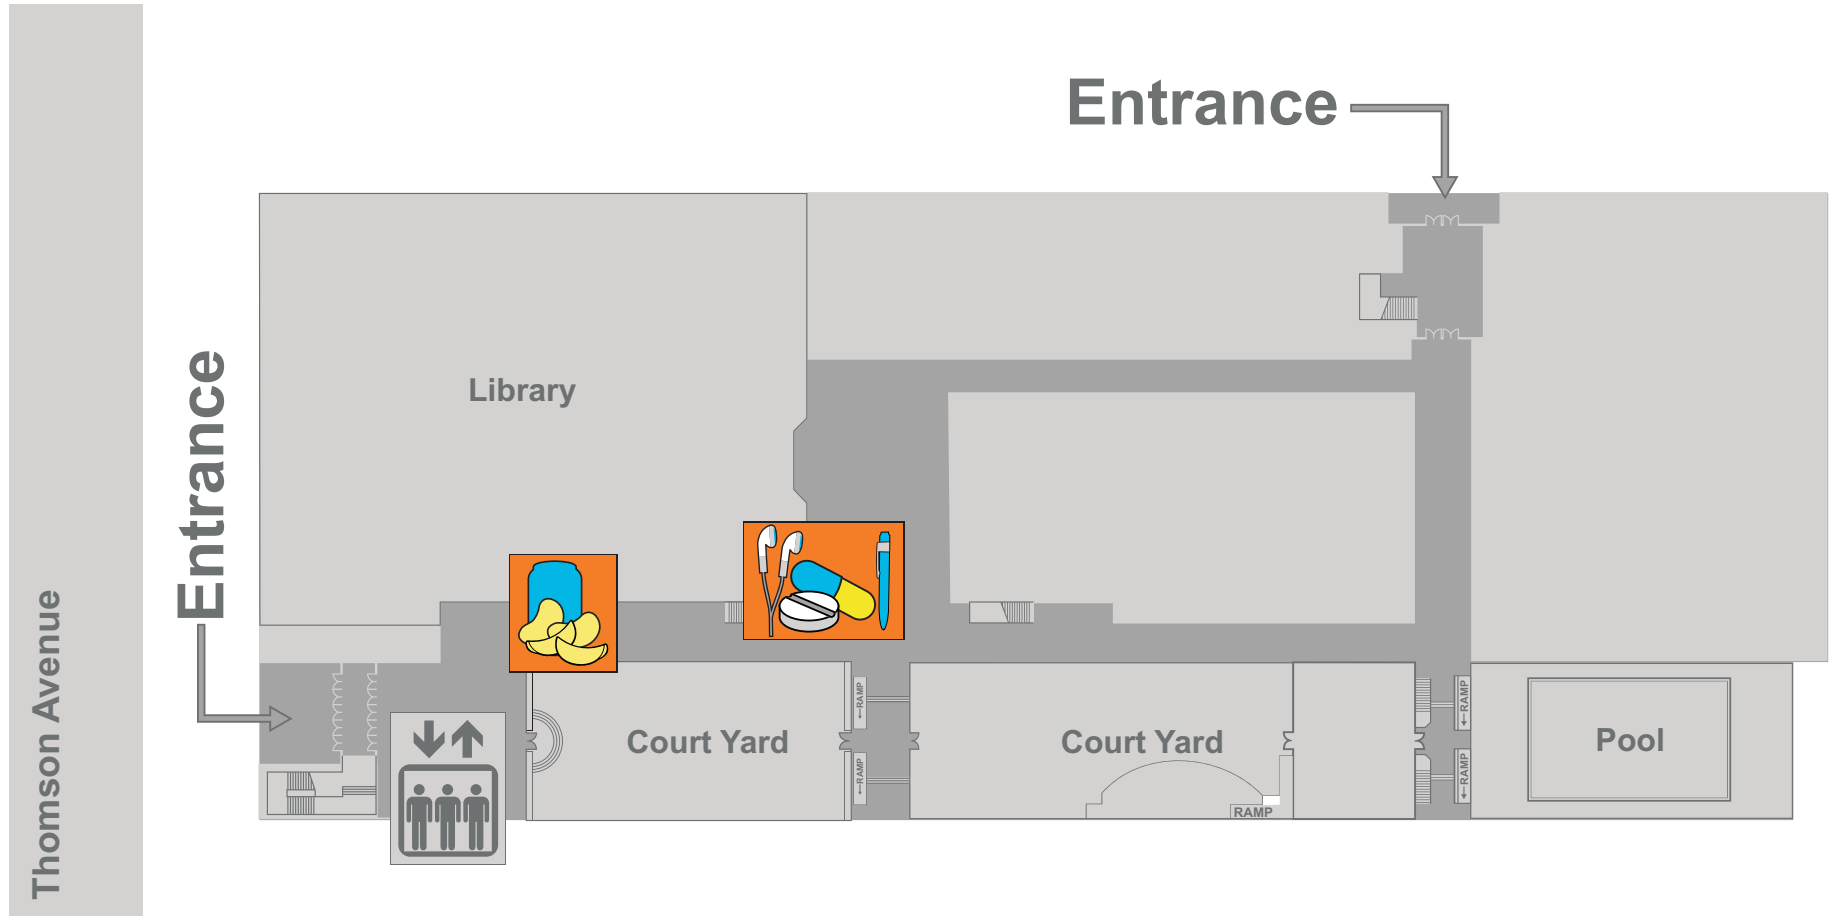 Entrance
Library
Entrance
Thomson Avenue
Court Yard
←RAMP
←RAMP
Court Yard
RAMP
←RAMP
←RAMP
Pool